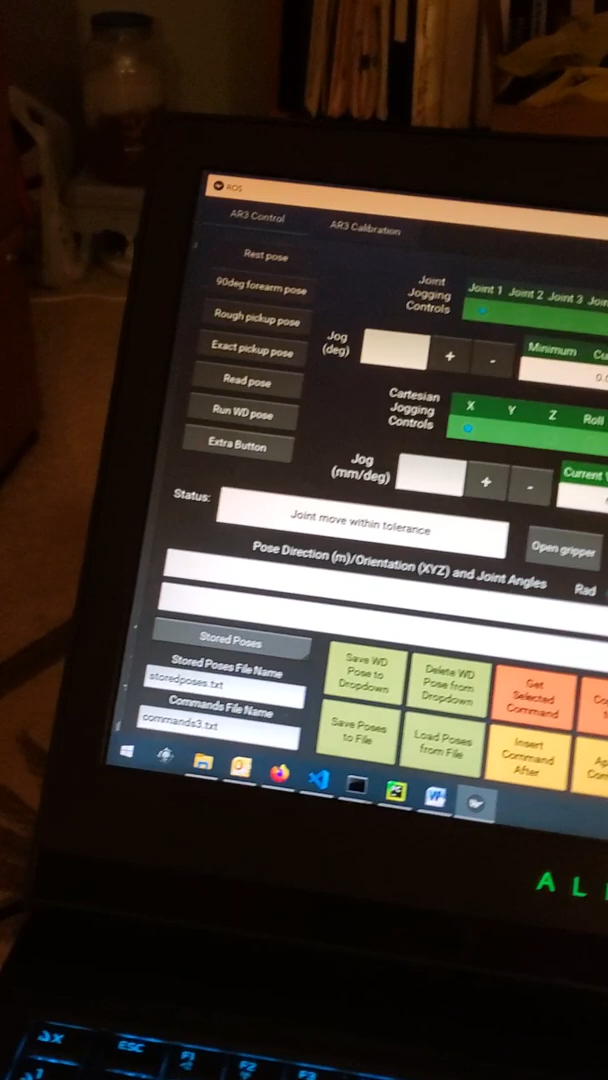 ROS
AR3 Control AR3 Calibration
Rest pose
90deg forearm pose
Rough pickup pose
Exact pickup pose
Read pose
Run WD pose
Extra Button
Joint
Jogging
Controls
Joint 1 Joint 2 Joint 3
Jog
(deg)
+ -
Minimum
Cartesian
Jogging
Controls
X Y Z Roll
Jog
(mm/deg)
+ -
Current
Status:
Joint move within tolerance
Open gripper
Pose Direction (m)/Orientation (XYZ) and Joint Angles Rad
Stored Poses
Stored Poses File Name
storedposes.txt
Commands File Name
commands3.txt
Save WD
Pose to
Dropdown
Delete WD
Pose from
Dropdown
Get
Selected
Command
Save Poses
to File
Load Poses
from File
Insert
Command
After
AL
ESC
F1
F2
F3